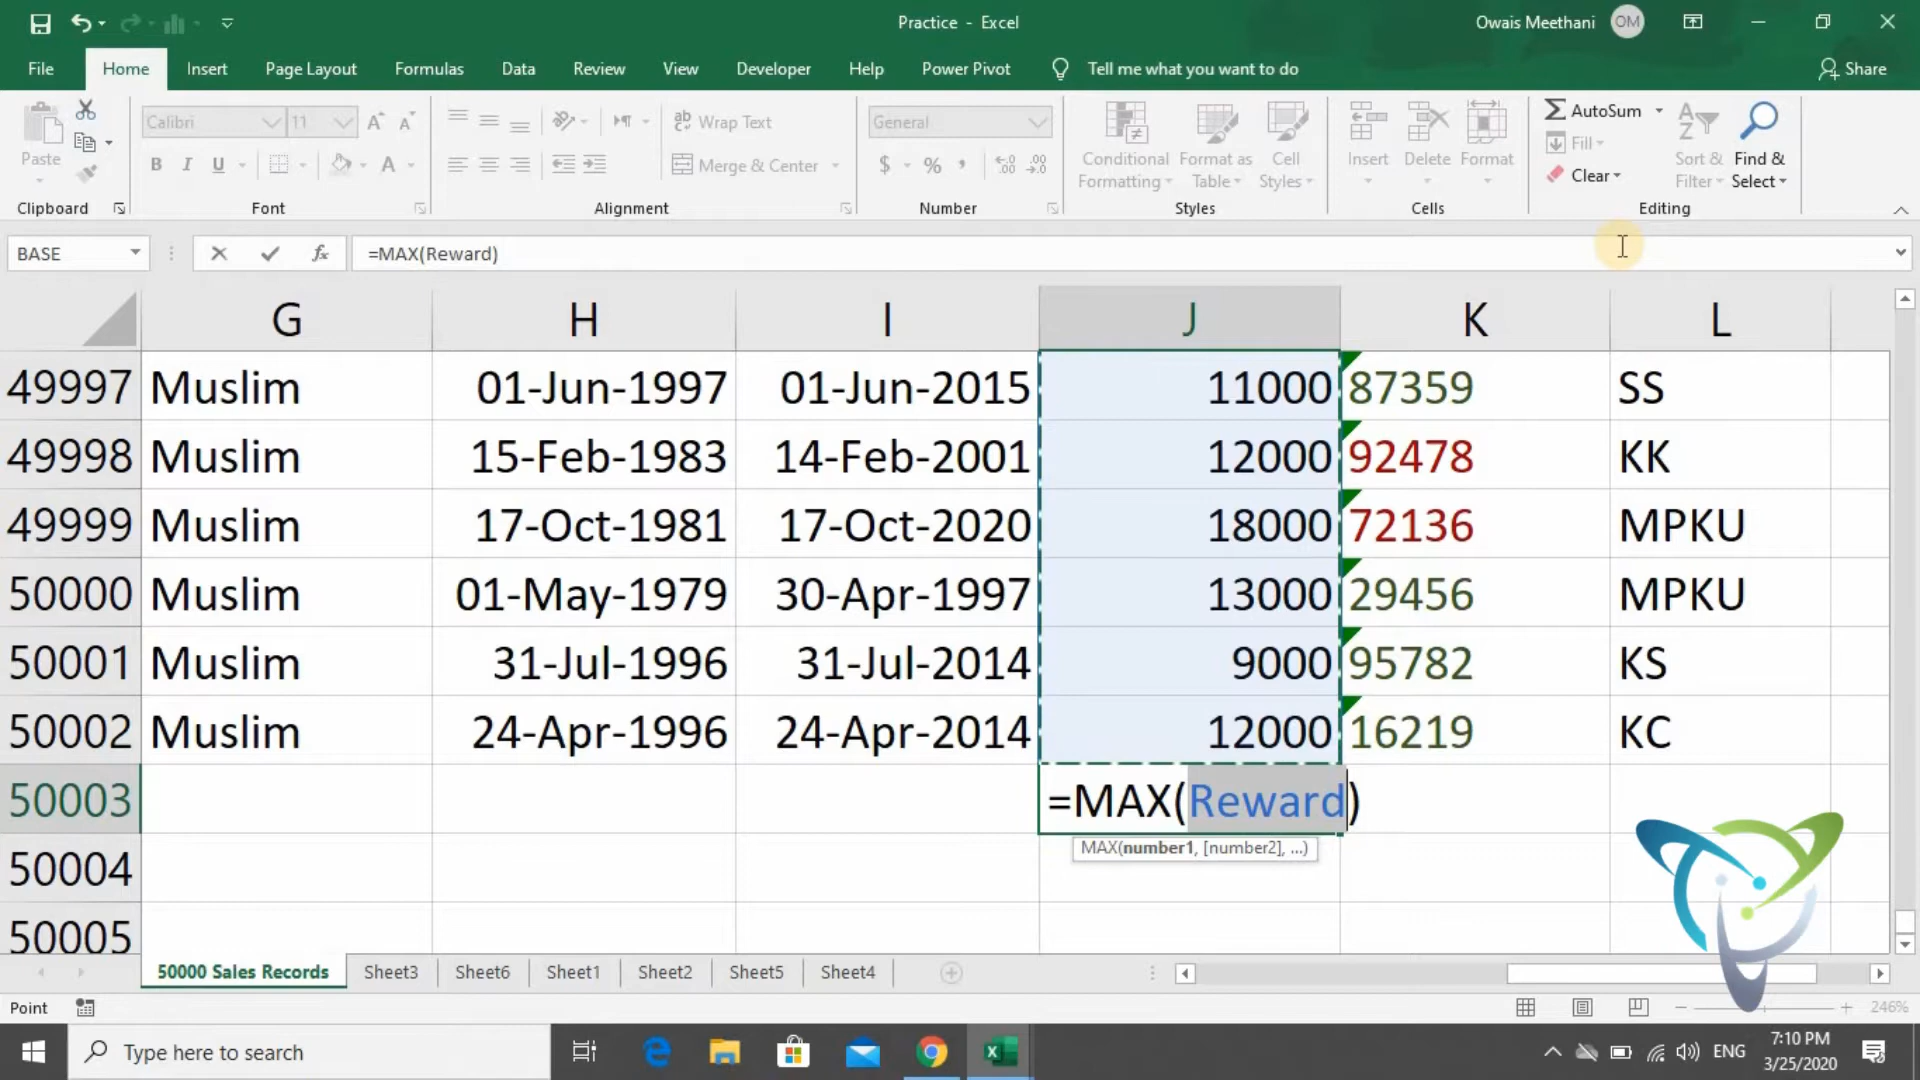 Practice - Excel
Owais Meethani
OM
File Home Insert Page Layout Formulas Data Review View Developer Help Power Pivot Tell me what you want to do Share
Paste
Clipboard
Calibri 11
B I U A
Font
Wrap Text
Merge & Center
Alignment
General
$ % ,
Number
Conditional Formatting
Format as Table
Cell Styles
Styles
Insert Delete Format
Cells
AutoSum
Fill
Clear
Sort & Filter
Find & Select
Editing
BASE fx =MAX(Reward)
G H I J K L
49997 Muslim 01-Jun-1997 01-Jun-2015 11000 87359 SS
49998 Muslim 15-Feb-1983 14-Feb-2001 12000 92478 KK
49999 Muslim 17-Oct-1981 17-Oct-2020 18000 72136 MPKU
50000 Muslim 01-May-1979 30-Apr-1997 13000 29456 MPKU
50001 Muslim 31-Jul-1996 31-Jul-2014 9000 95782 KS
50002 Muslim 24-Apr-1996 24-Apr-2014 12000 16219 KC
50003 =MAX(Reward)
MAX(number1, [number2], ...)
50004
50005
50000 Sales Records Sheet3 Sheet6 Sheet1 Sheet2 Sheet5 Sheet4
Point
246%
Type here to search
ENG
7:10 PM
3/25/2020